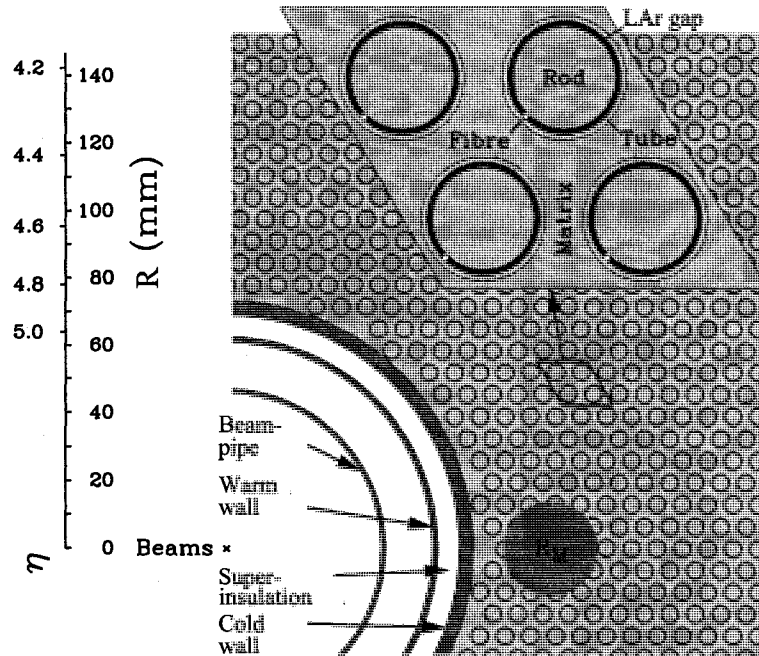 LAr gap
4.2
140
Rod
120
Fibre
Tube
4.4
R (mm)
100
Matrix
4.6
80
4.8
5.0
60
40
Beam-
pipe
20
Warm
wall
η
0
Beams
×
R_M
Super-
insulation
Cold
wall